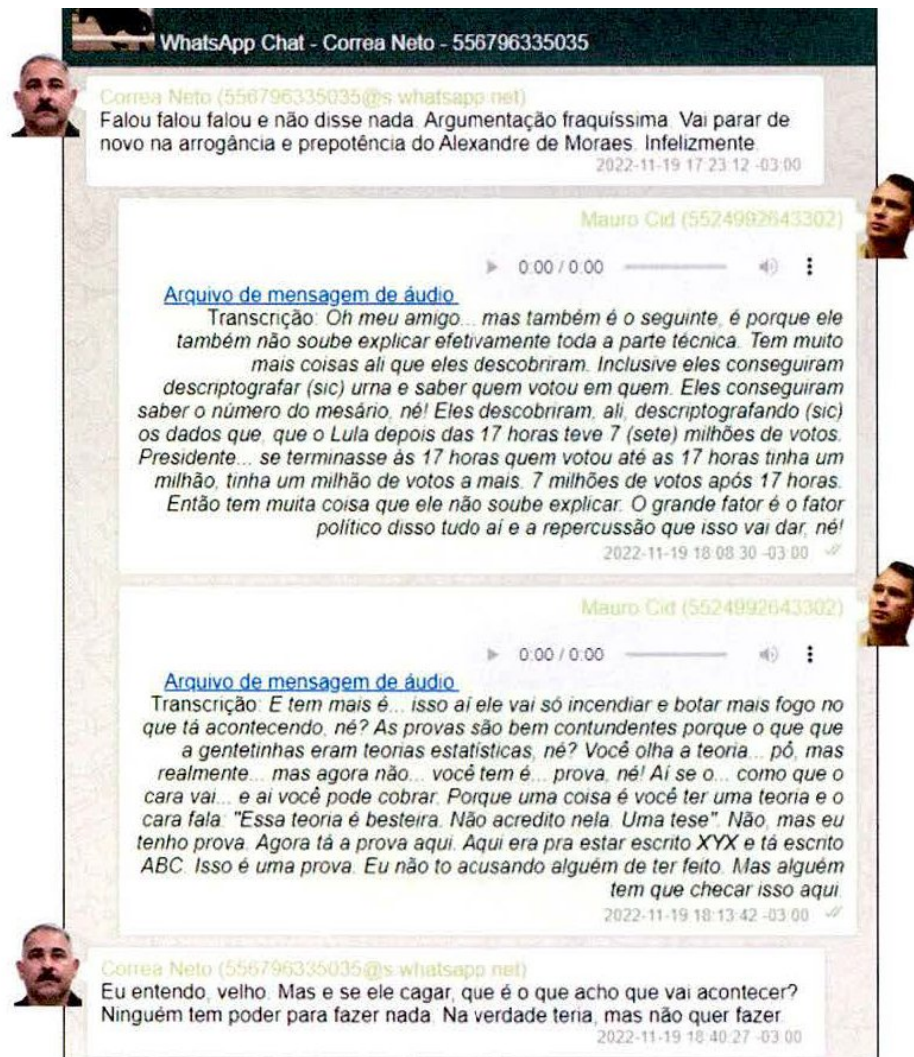 WhatsApp Chat - Correa Neto - 556796335035
Correa Neto (556796335035@s.whatsapp.net)
Falou falou falou e não disse nada. Argumentação fraquíssima. Vai parar de
novo na arrogância e prepotência do Alexandre de Moraes. Infelizmente.
2022-11-19 17:23:12 -03:00
Mauro Cid (5524992643302)
0:00 / 0:00
Arquivo de mensagem de áudio
Transcrição: Oh meu amigo... mas também é o seguinte, é porque ele
também não soube explicar efetivamente toda a parte técnica. Tem muito
mais coisas ali que eles descobriram. Inclusive eles conseguiram
descriptografar (sic) urna e saber quem votou em quem. Eles conseguiram
saber o número do mesário, né! Eles descobriram, ali, descriptografando (sic)
os dados que, que o Lula depois das 17 horas teve 7 (sete) milhões de votos.
Presidente... se terminasse às 17 horas quem votou até as 17 horas tinha um
milhão, tinha um milhão de votos a mais. 7 milhões de votos após 17 horas.
Então tem muita coisa que ele não soube explicar. O grande fator é o fator
político disso tudo aí e a repercussão que isso vai dar, né!
2022-11-19 18:08:30 -03:00
Mauro Cid (5524992643302)
0:00 / 0:00
Arquivo de mensagem de áudio
Transcrição: E tem mais é... isso aí ele vai só incendiar e botar mais fogo no
que tá acontecendo, né? As provas são bem contundentes porque o que que
a gentetinhas eram teorias estatísticas, né? Você olha a teoria... pô, mas
realmente... mas agora não... você tem é... prova, né! Aí se o... como que o
cara vai... e ai você pode cobrar. Porque uma coisa é você ter uma teoria e o
cara fala: "Essa teoria é besteira. Não acredito nela. Uma tese". Não, mas eu
tenho prova. Agora tá a prova aqui. Aqui era pra estar escrito XYX e tá escrito
ABC. Isso é uma prova. Eu não to acusando alguém de ter feito. Mas alguém
tem que checar isso aqui.
2022-11-19 18:13:42 -03:00
Correa Neto (556796335035@s.whatsapp.net)
Eu entendo, velho. Mas e se ele cagar, que é o que acho que vai acontecer?
Ninguém tem poder para fazer nada. Na verdade teria, mas não quer fazer.
2022-11-19 18:40:27 -03:00